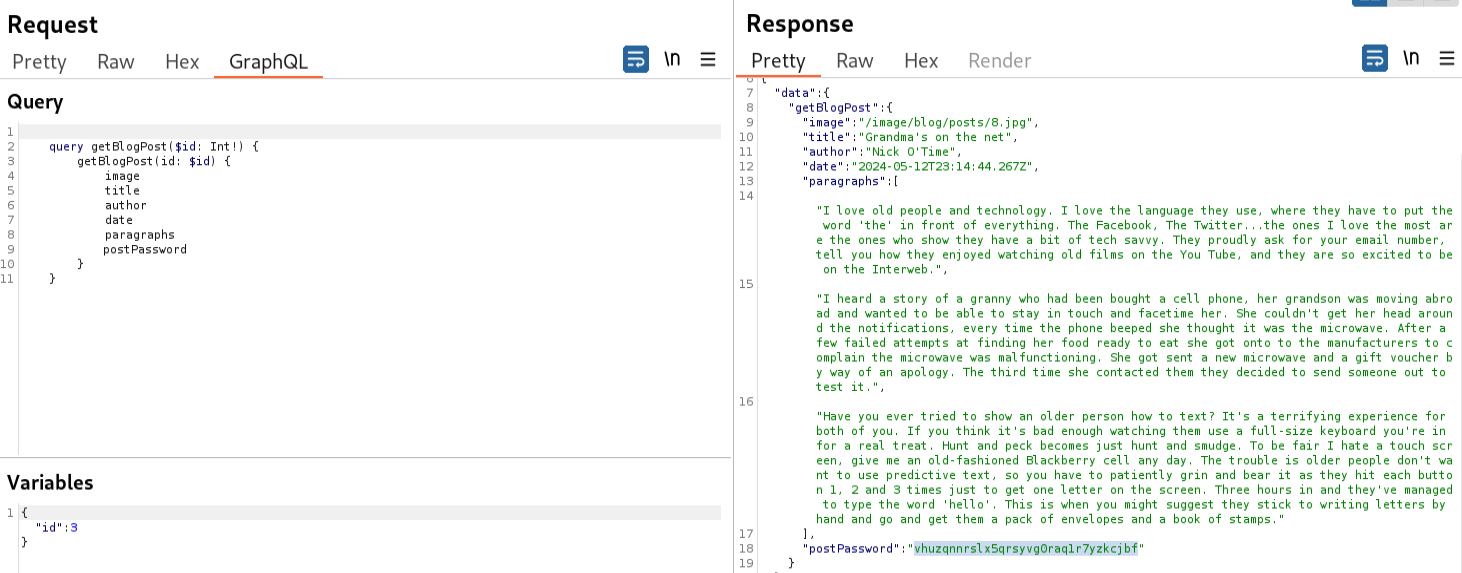 Request
Pretty Raw Hex GraphQL \n
Query
1
2 query getBlogPost($id: Int!) {
3 getBlogPost(id: $id) {
4 image
5 title
6 author
7 date
8 paragraphs
9 postPassword
10 }
11 }
Variables
1 {
"id":3
}
Response
Pretty Raw Hex Render \n
6 {
7 "data":{
8 "getBlogPost":{
9 "image":"/image/blog/posts/8.jpg",
10 "title":"Grandma's on the net",
11 "author":"Nick O'Time",
12 "date":"2024-05-12T23:14:44.267Z",
13 "paragraphs":[
14
"I love old people and technology. I love the language they use, where they have to put the
word 'the' in front of everything. The Facebook, The Twitter...the ones I love the most ar
e the ones who show they have a bit of tech savvy. They proudly ask for your email number,
tell you how they enjoyed watching old films on the You Tube, and they are so excited to be
on the Interweb.",
15
"I heard a story of a granny who had been bought a cell phone, her grandson was moving abro
ad and wanted to be able to stay in touch and facetime her. She couldn't get her head aroun
d the notifications, every time the phone beeped she thought it was the microwave. After a
few failed attempts at finding her food ready to eat she got onto to the manufacturers to c
omplain the microwave was malfunctioning. She got sent a new microwave and a gift voucher b
y way of an apology. The third time she contacted them they decided to send someone out to
test it.",
16
"Have you ever tried to show an older person how to text? It's a terrifying experience for
both of you. If you think it's bad enough watching them use a full-size keyboard you're in
for a real treat. Hunt and peck becomes just hunt and smudge. To be fair I hate a touch scr
een, give me an old-fashioned Blackberry cell any day. The trouble is older people don't wa
nt to use predictive text, so you have to patiently grin and bear it as they hit each butto
n 1, 2 and 3 times just to get one letter on the screen. Three hours in and they've managed
to type the word 'hello'. This is when you might suggest they stick to writing letters by
hand and go and get them a pack of envelopes and a book of stamps."
17 ],
18 "postPassword":"vhuzqnnrslx5qrsyvg0raq1r7yzkcjbf"
19 }